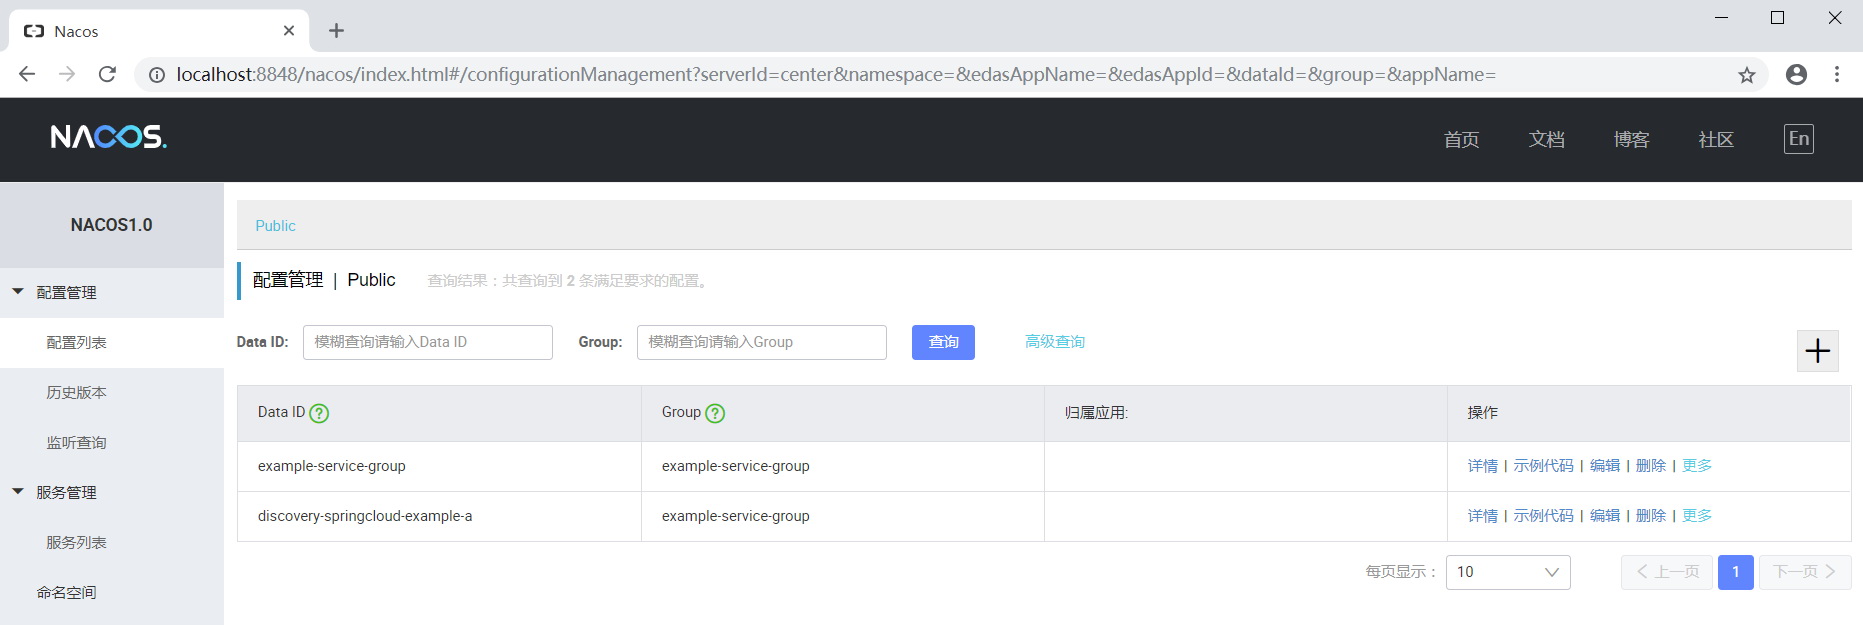 Nacos
localhost:8848/nacos/index.html#/configurationManagement?serverId=center&namespace=&edasAppName=&edasAppId=&dataId=&group=&appName=
NACOS.
首页 文档 博客 社区 En
NACOS1.0
配置管理
配置列表
历史版本
监听查询
服务管理
服务列表
命名空间
Public
配置管理 | Public 查询结果：共查询到 2 条满足要求的配置。
Data ID: 模糊查询请输入Data ID Group: 模糊查询请输入Group 查询 高级查询
Data ID Group 归属应用: 操作
example-service-group example-service-group 详情 | 示例代码 | 编辑 | 删除 | 更多
discovery-springcloud-example-a example-service-group 详情 | 示例代码 | 编辑 | 删除 | 更多
每页显示： 10 上一页 1 下一页